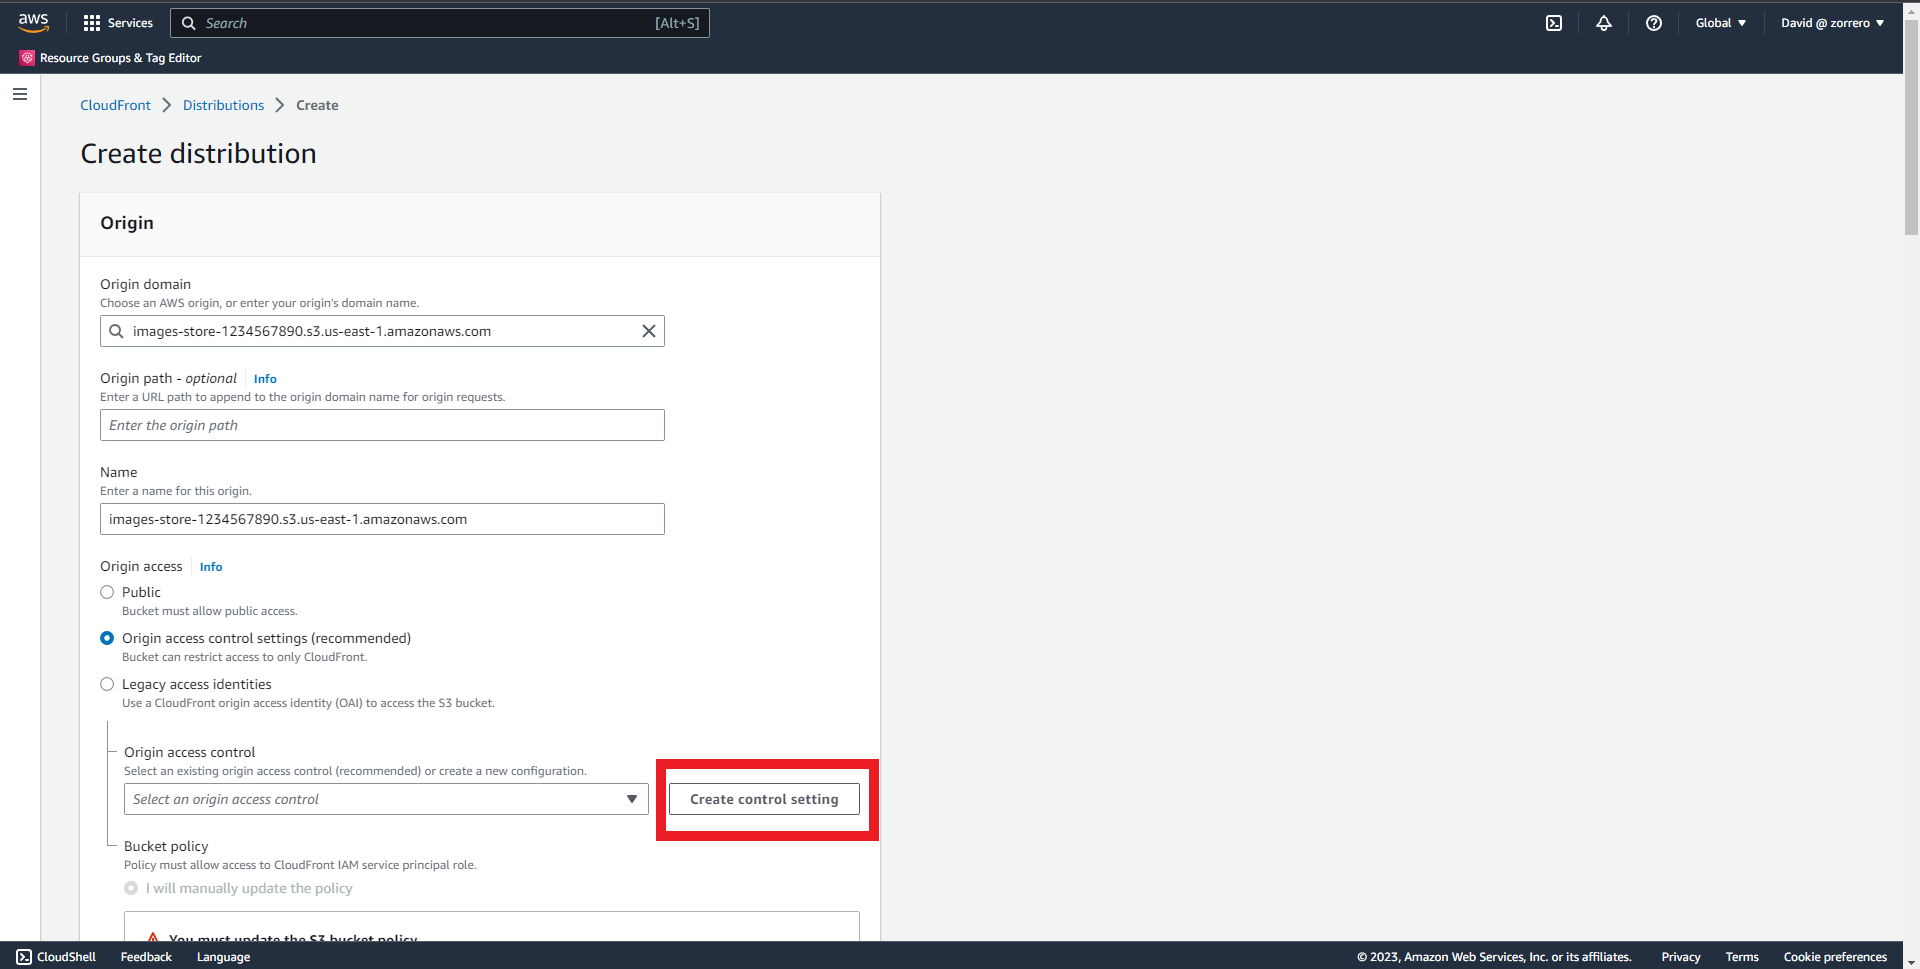 aws
Services
Search
[Alt+S]
Global
David @ zorrero
Resource Groups & Tag Editor
CloudFront
Distributions
Create
Create distribution
Origin
Origin domain
Choose an AWS origin, or enter your origin's domain name.
images-store-1234567890.s3.us-east-1.amazonaws.com
Origin path - optional
Info
Enter a URL path to append to the origin domain name for origin requests.
Enter the origin path
Name
Enter a name for this origin.
images-store-1234567890.s3.us-east-1.amazonaws.com
Origin access
Info
Public
Bucket must allow public access.
Origin access control settings (recommended)
Bucket can restrict access to only CloudFront.
Legacy access identities
Use a CloudFront origin access identity (OAI) to access the S3 bucket.
Origin access control
Select an existing origin access control (recommended) or create a new configuration.
Select an origin access control
Create control setting
Bucket policy
Policy must allow access to CloudFront IAM service principal role.
I will manually update the policy
You must update the S3 bucket policy
CloudShell
Feedback
Language
© 2023, Amazon Web Services, Inc. or its affiliates.
Privacy
Terms
Cookie preferences